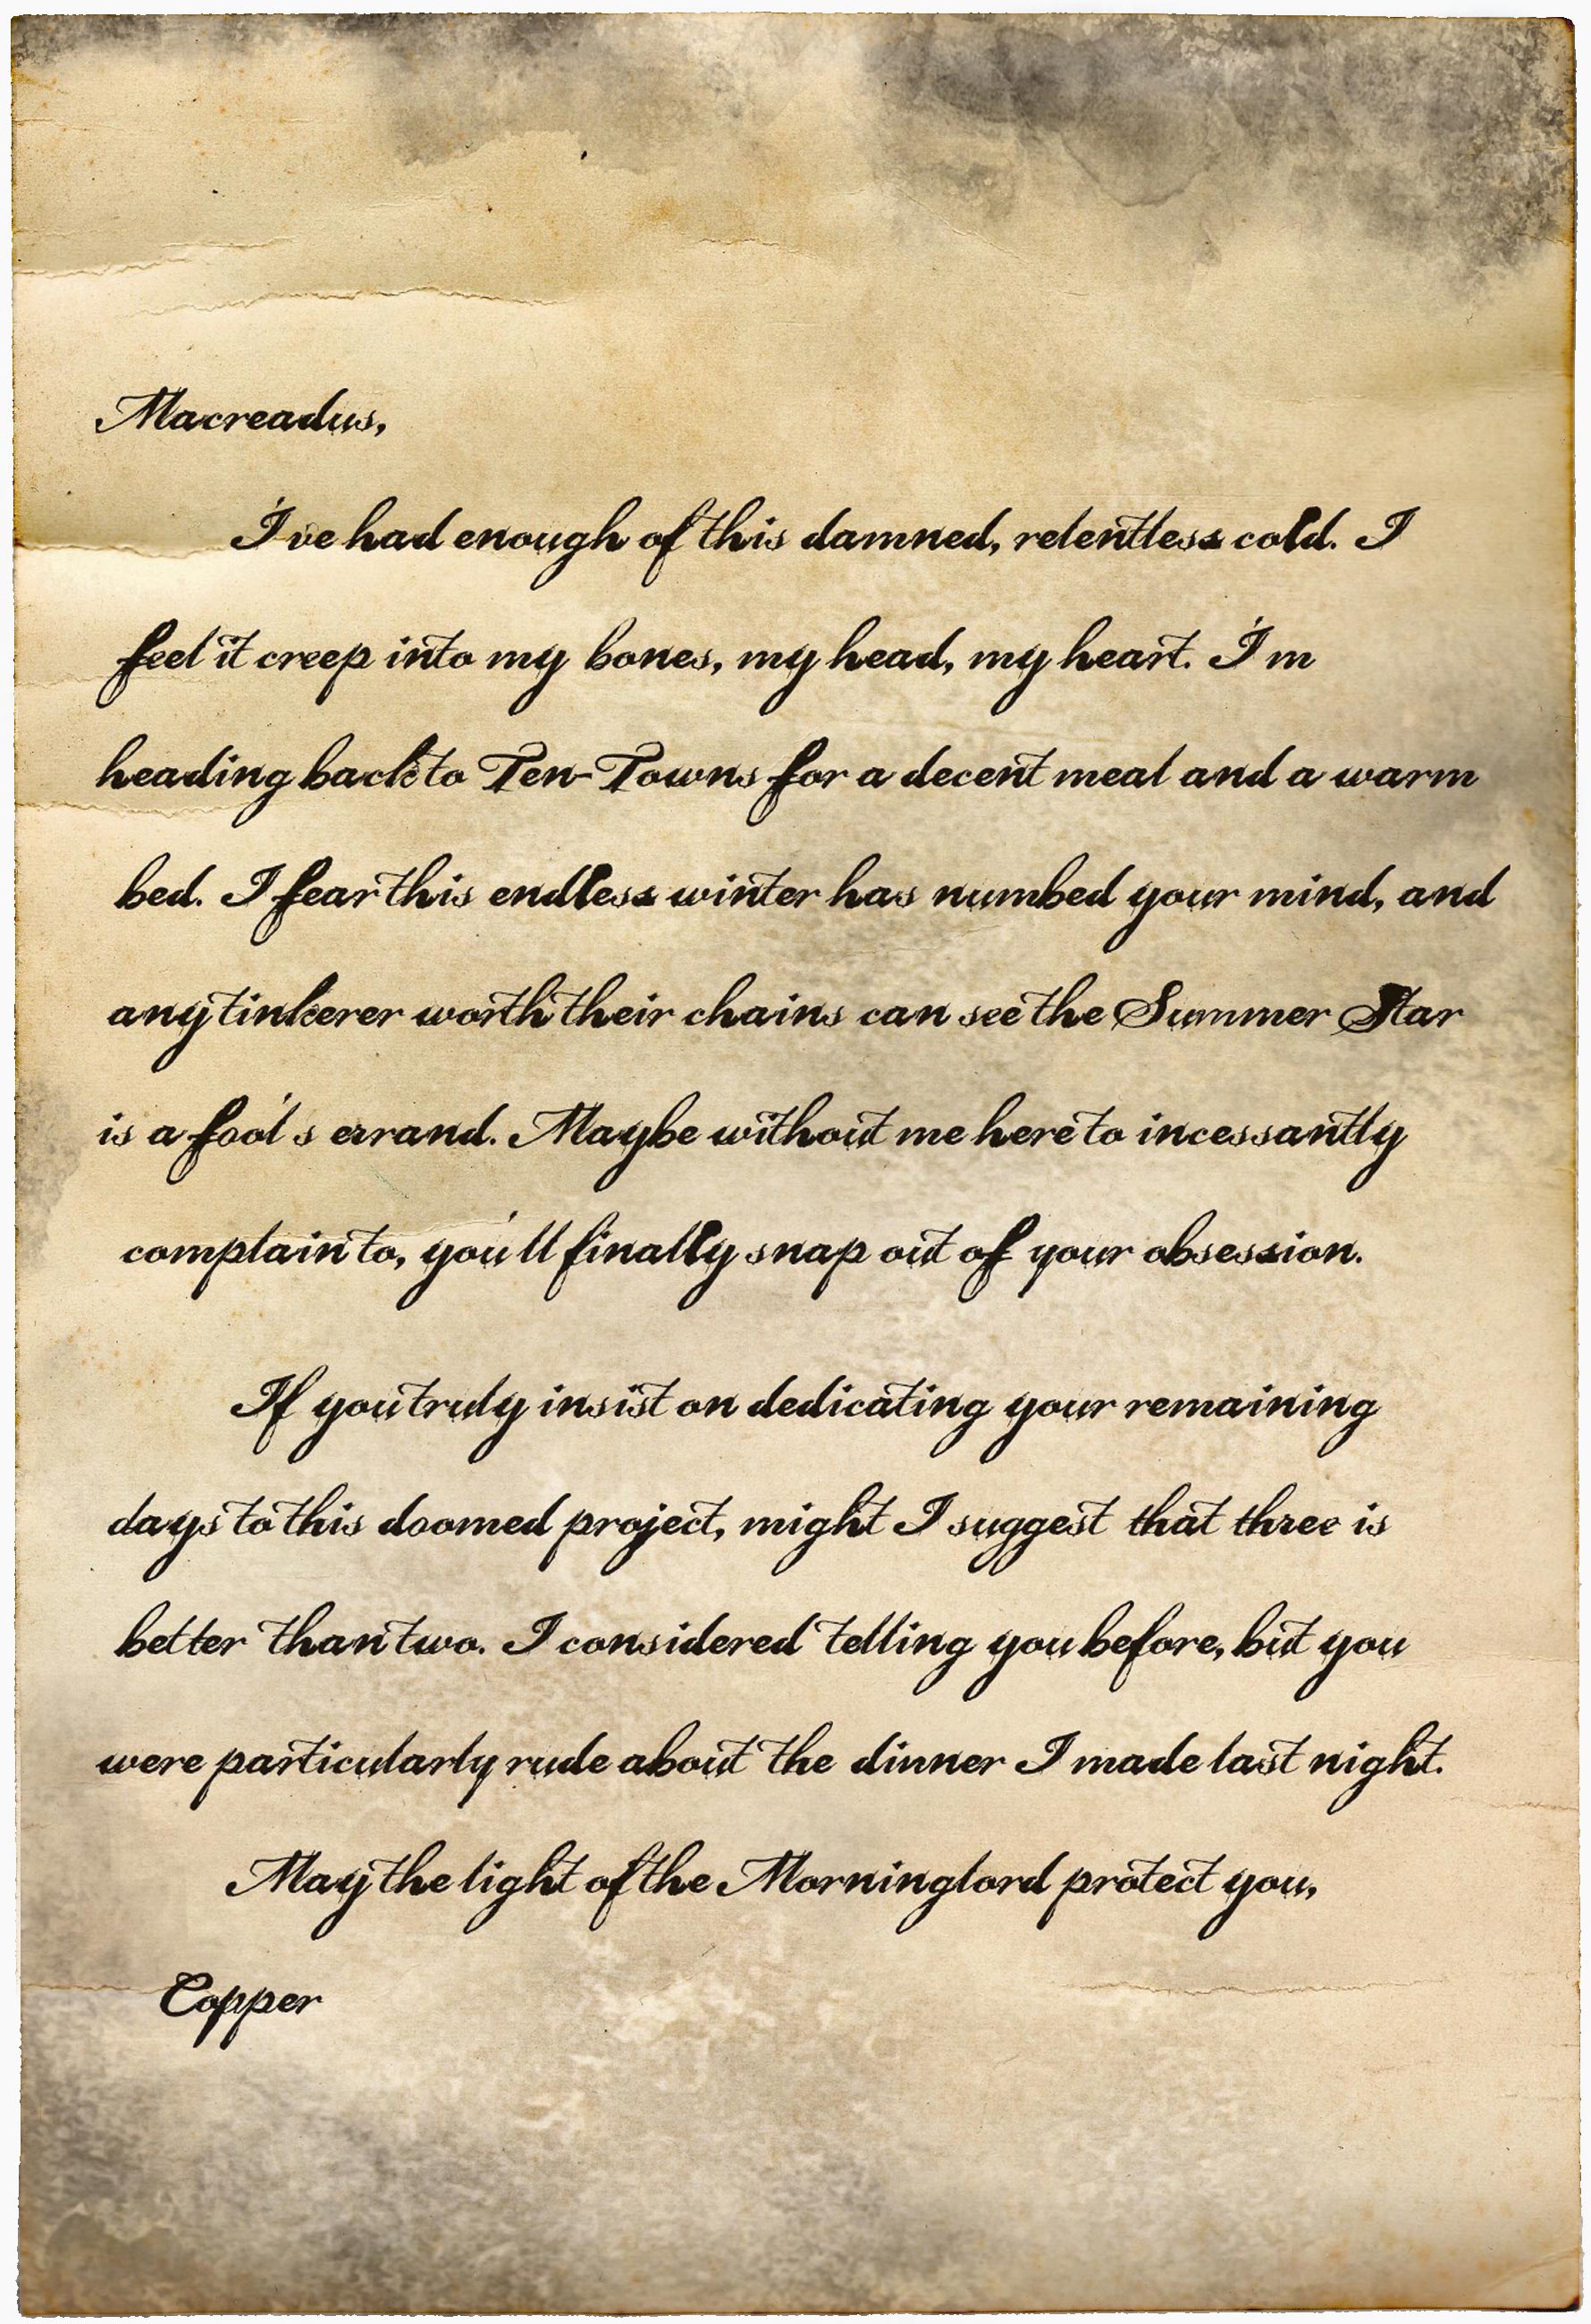 Macreadus,
I've had enough of this damned, relentless cold. I
feel it creep into my bones, my head, my heart. I'm
heading back to Ten-Towns for a decent meal and a warm
bed. I fear this endless winter has numbed your mind, and
any tinkerer worth their chains can see the Summer Star
is a fool's errand. Maybe without me here to incessantly
complain to, you'll finally snap out of your obsession.
If you truly insist on dedicating your remaining
days to this doomed project, might I suggest that three is
better than two. I considered telling you before, but you
were particularly rude about the dinner I made last night.
May the light of the Morninglord protect you,
Copper